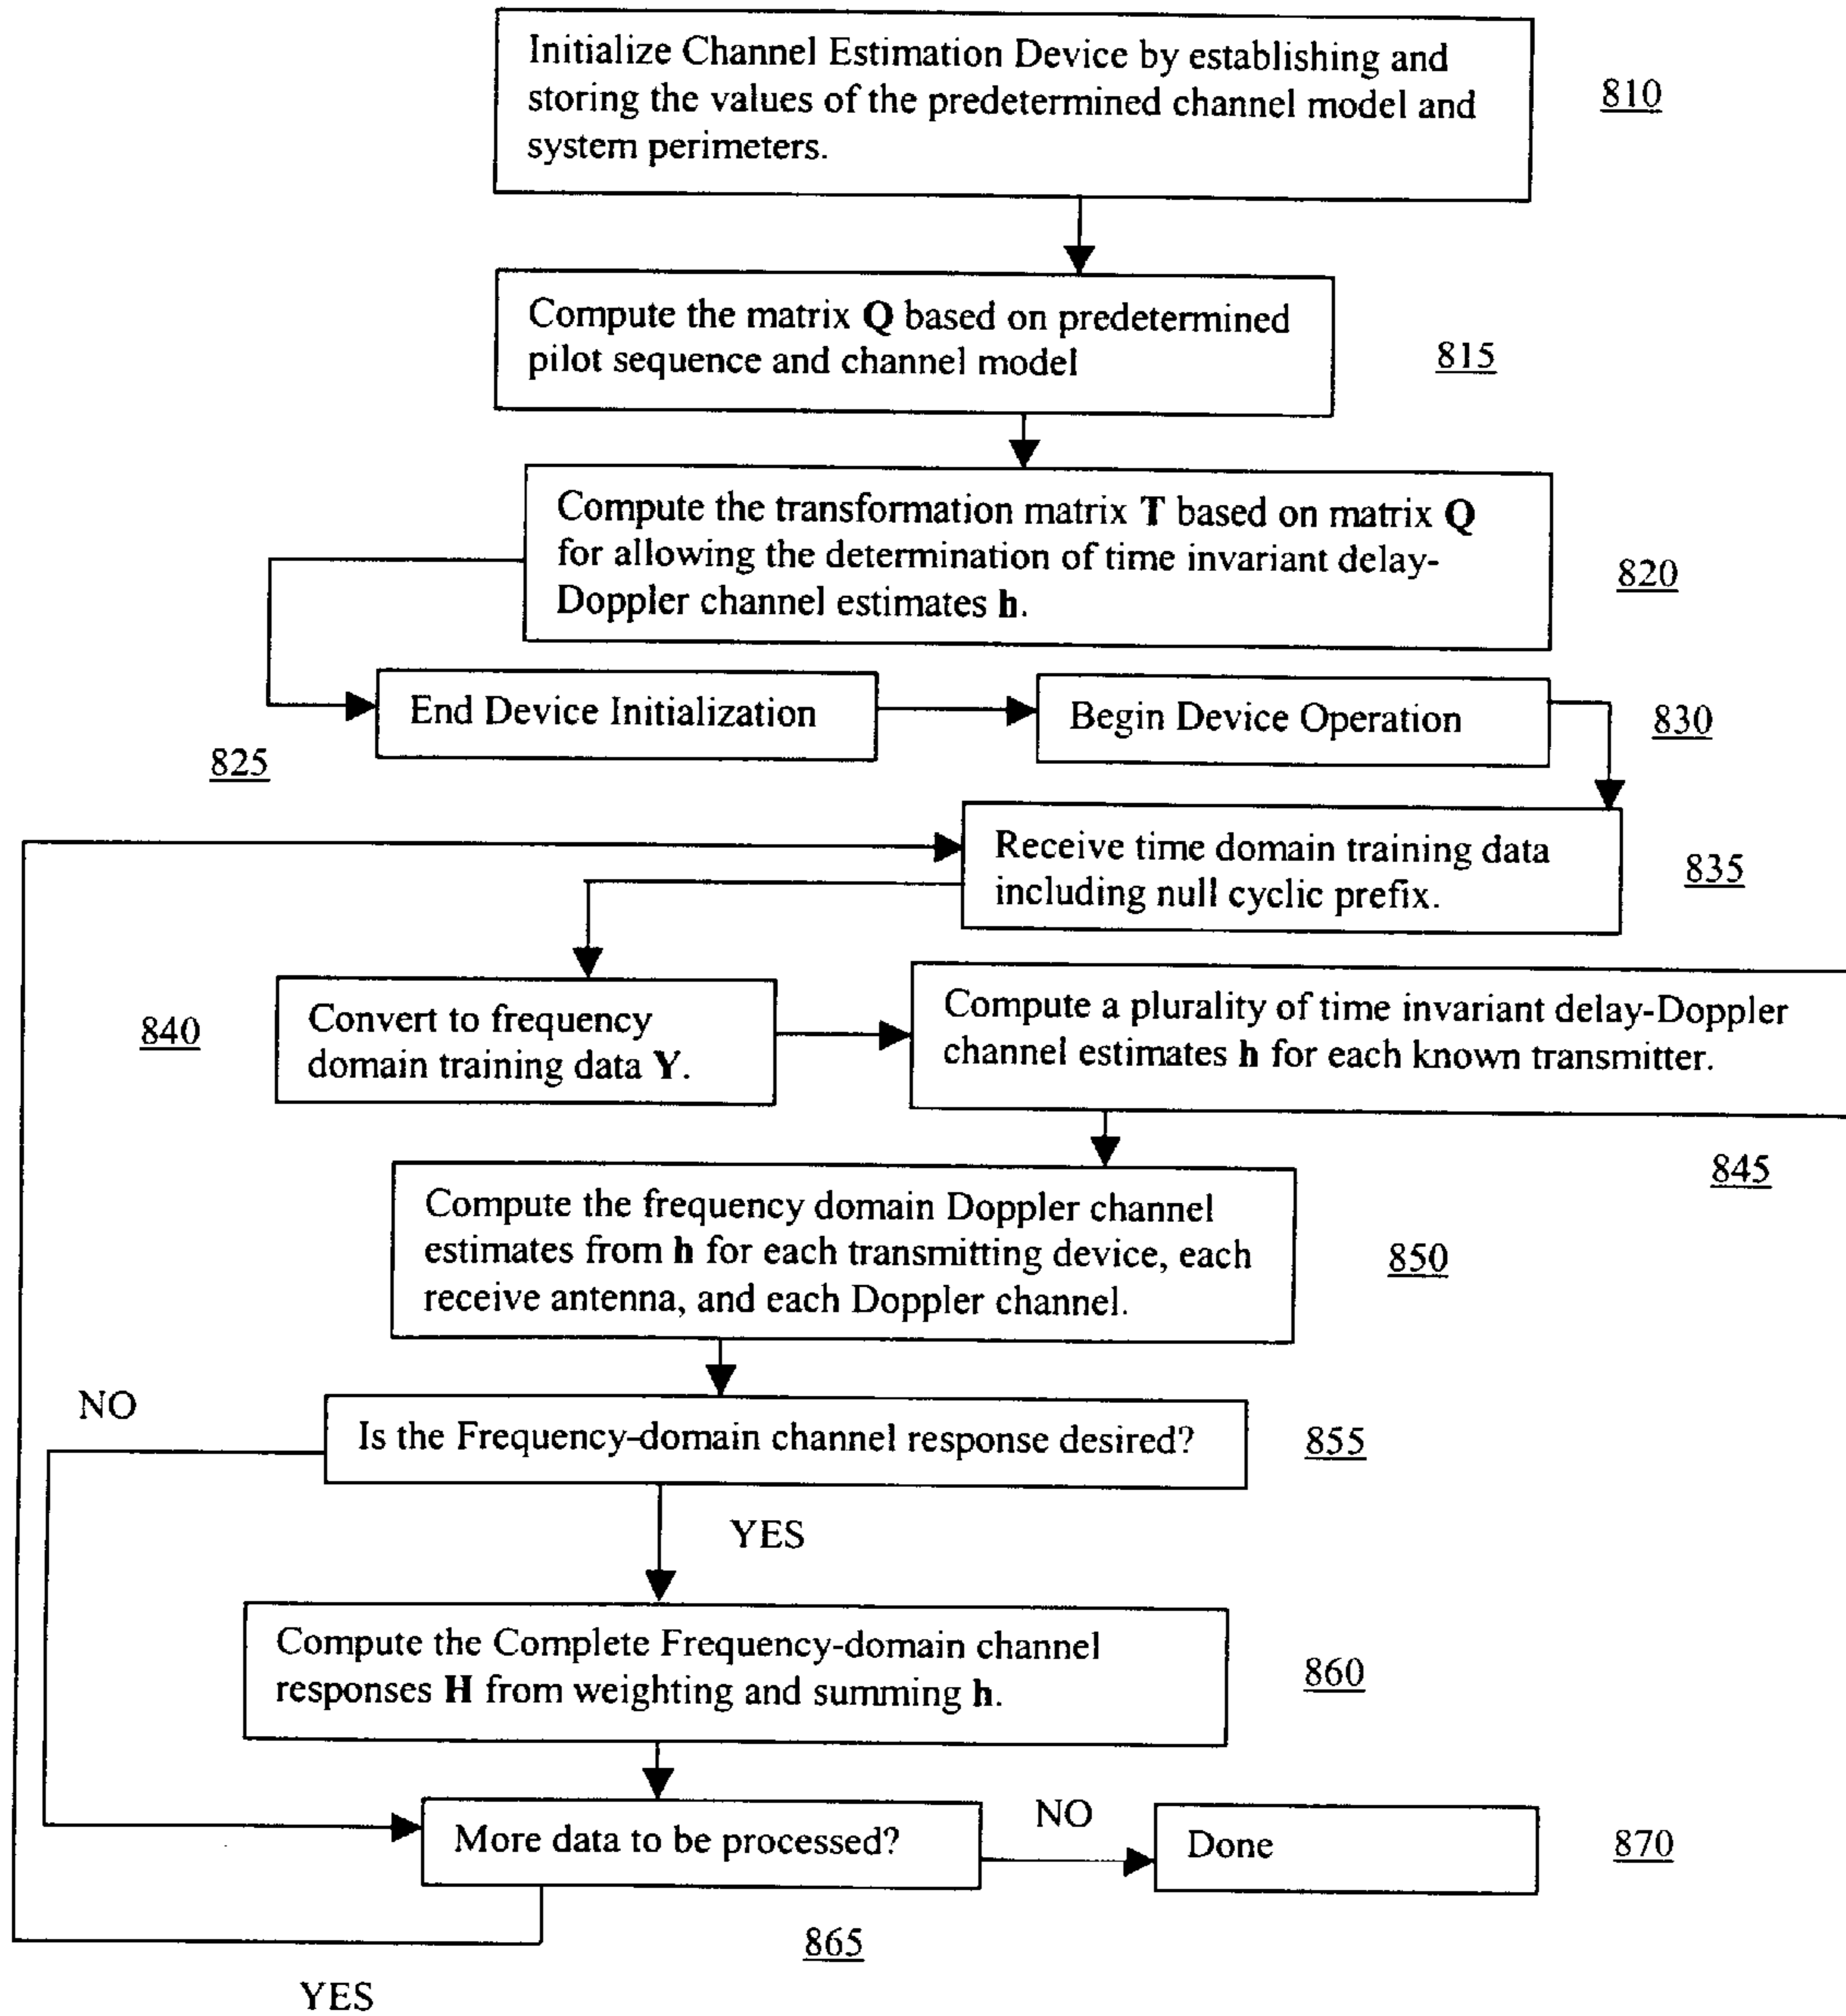 Initialize Channel Estimation Device by establishing and
storing the values of the predetermined channel model and
system perimeters.
810
Compute the matrix Q based on predetermined
pilot sequence and channel model
815
Compute the transformation matrix T based on matrix Q
for allowing the determination of time invariant delay-
Doppler channel estimates h.
820
End Device Initialization
825
Begin Device Operation
830
Receive time domain training data
including null cyclic prefix.
835
840
Convert to frequency
domain training data Y.
Compute a plurality of time invariant delay-Doppler
channel estimates h for each known transmitter.
845
Compute the frequency domain Doppler channel
estimates from h for each transmitting device, each
receive antenna, and each Doppler channel.
850
NO
Is the Frequency-domain channel response desired?
855
YES
Compute the Complete Frequency-domain channel
responses H from weighting and summing h.
860
More data to be processed?
NO
Done
870
865
YES